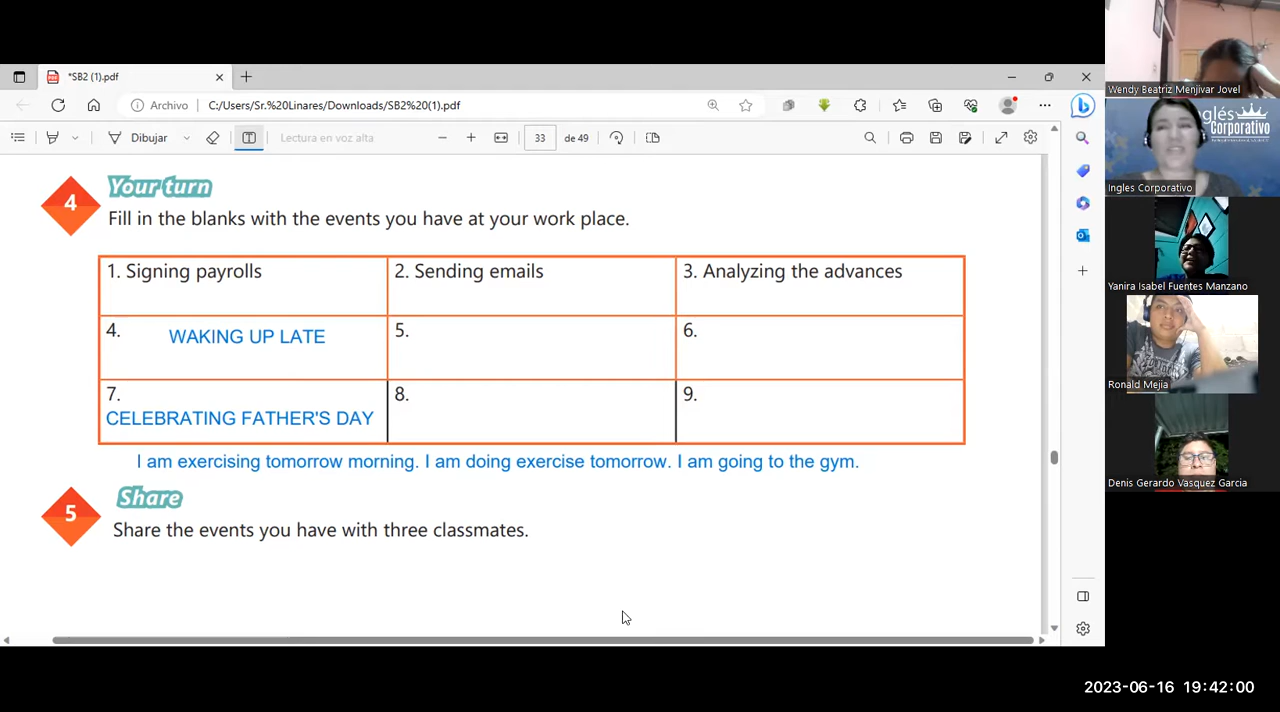 *SB2 (1).pdf
Archivo
C:/Users/Sr.%20Linares/Downloads/SB2%20(1).pdf
Dibujar
Lectura en voz alta
33
de 49
4
Your turn
Fill in the blanks with the events you have at your work place.
1. Signing payrolls
2. Sending emails
3. Analyzing the advances
4. WAKING UP LATE
5.
6.
7.
CELEBRATING FATHER'S DAY
8.
9.
I am exercising tomorrow morning. I am doing exercise tomorrow. I am going to the gym.
5
Share
Share the events you have with three classmates.
Wendy Beatriz Menjivar Jovel
Corporativo
Ingles Corporativo
Yanira Isabel Fuentes Manzano
Ronald Mejia
Denis Gerardo Vasquez Garcia
2023-06-16 19:42:00